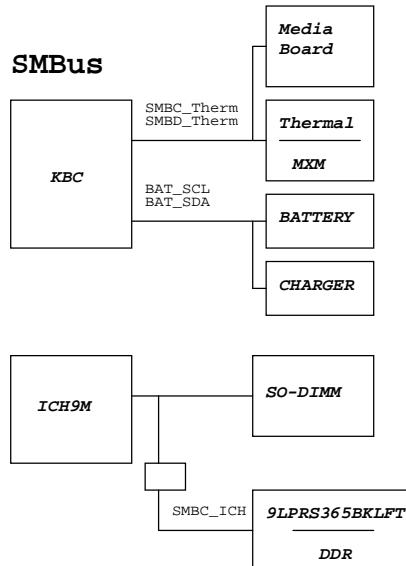 Media
Board
SMBus
SMBC_Therm
SMBD_Therm
Thermal
MXM
KBC
BAT_SCL
BAT_SDA
BATTERY
CHARGER
ICH9M
SO-DIMM
SMBC_ICH
9LPRS365BKLFT
DDR